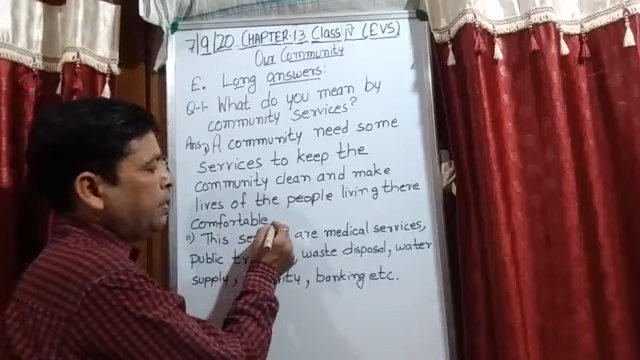 7/9/20 CHAPTER-13 Class IV (EVS)
Our Community
E. Long answers:
Q-1- What do you mean by
community services?
Ans:- i) A community need some
services to keep the
community clean and make
lives of the people living there
comfortable
ii) This are medical services,
public , waste disposal, water
supply, , banking etc.